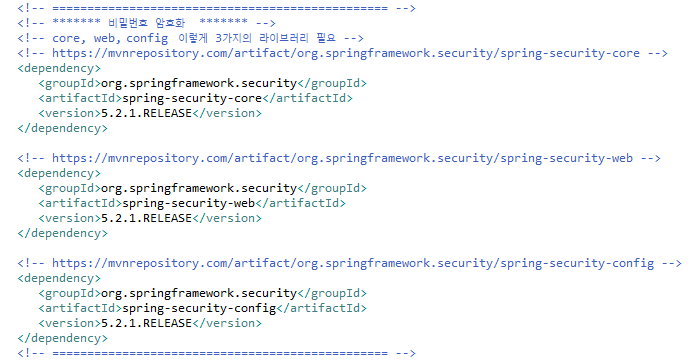 <!-- ================================================ -->
<!-- ******* 비밀번호 암호화  ******* -->
<!-- core, web, config 이렇게 3가지의 라이브러리 필요 -->
<!-- https://mvnrepository.com/artifact/org.springframework.security/spring-security-core -->
<dependency>
   <groupId>org.springframework.security</groupId>
   <artifactId>spring-security-core</artifactId>
   <version>5.2.1.RELEASE</version>
</dependency>

<!-- https://mvnrepository.com/artifact/org.springframework.security/spring-security-web -->
<dependency>
   <groupId>org.springframework.security</groupId>
   <artifactId>spring-security-web</artifactId>
   <version>5.2.1.RELEASE</version>
</dependency>

<!-- https://mvnrepository.com/artifact/org.springframework.security/spring-security-config -->
<dependency>
   <groupId>org.springframework.security</groupId>
   <artifactId>spring-security-config</artifactId>
   <version>5.2.1.RELEASE</version>
</dependency>
<!-- ================================================ -->